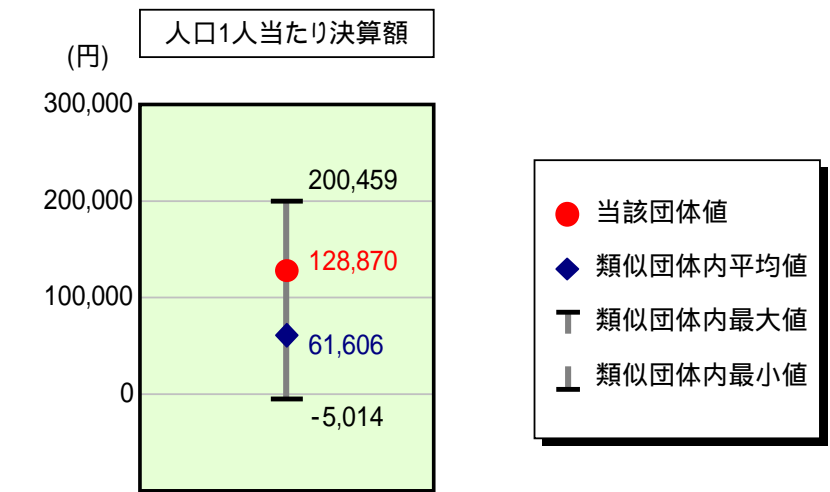 人口1人当たり決算額
(円)
300,000
200,000
100,000
0
200,459
128,870
61,606
-5,014
当該団体値
類似団体内平均値
類似団体内最大値
類似団体内最小値